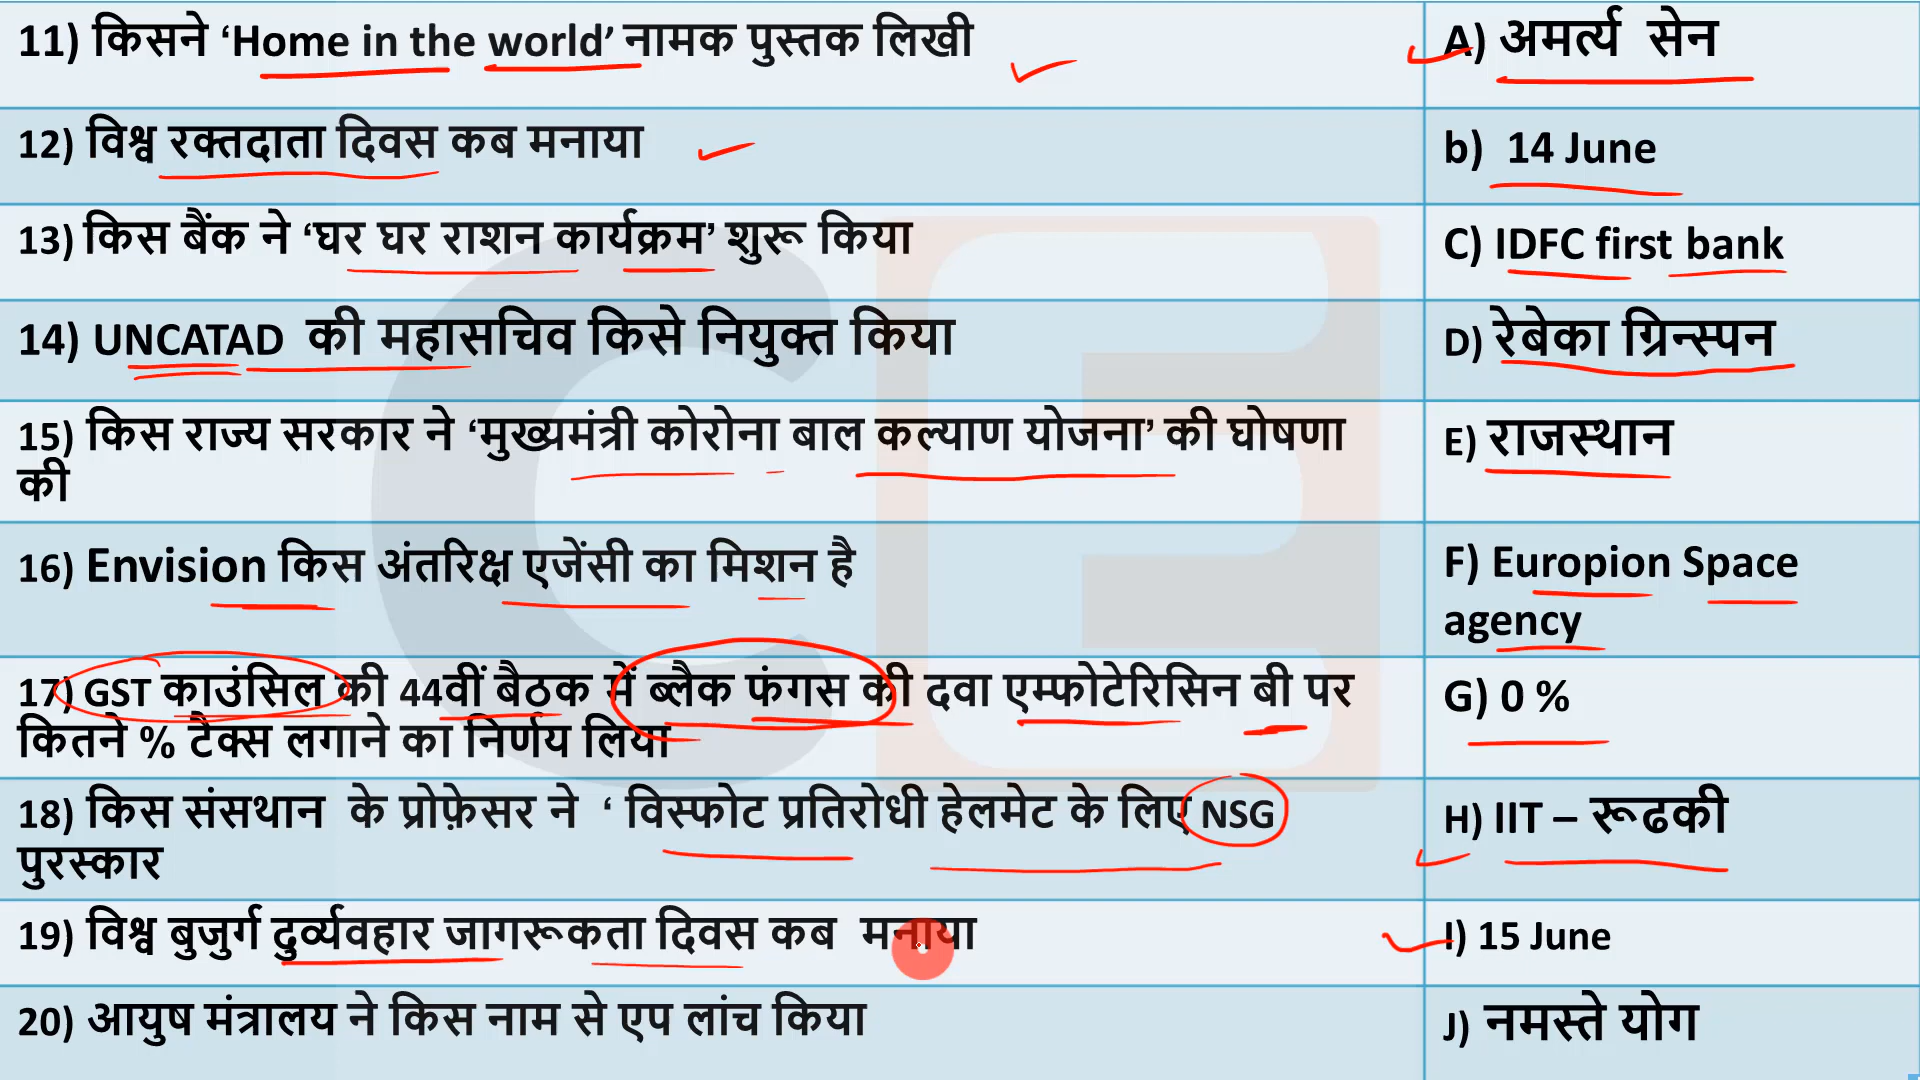 11) किसने ‘Home in the world’ नामक पुस्तक लिखी
A) अमर्त्य सेन
12) विश्व रक्तदाता दिवस कब मनाया
b) 14 June
13) किस बैंक ने ‘घर घर राशन कार्यक्रम’ शुरू किया
C) IDFC first bank
14) UNCATAD की महासचिव किसे नियुक्त किया
D) रेबेका ग्रिन्स्पन
15) किस राज्य सरकार ने ‘मुख्यमंत्री कोरोना बाल कल्याण योजना’ की घोषणा
की
E) राजस्थान
16) Envision किस अंतरिक्ष एजेंसी का मिशन है
F) Europion Space
agency
17) GST काउंसिल की 44वीं बैठक में ब्लैक फंगस की दवा एम्फोटेरिसिन बी पर
कितने % टैक्स लगाने का निर्णय लिया
G) 0 %
18) किस संसथान के प्रोफ़ेसर ने ‘ विस्फोट प्रतिरोधी हेलमेट के लिए NSG
पुरस्कार
H) IIT – रूढकी
19) विश्व बुजुर्ग दुर्व्यवहार जागरूकता दिवस कब मनाया
I) 15 June
20) आयुष मंत्रालय ने किस नाम से एप लांच किया
J) नमस्ते योग
CE